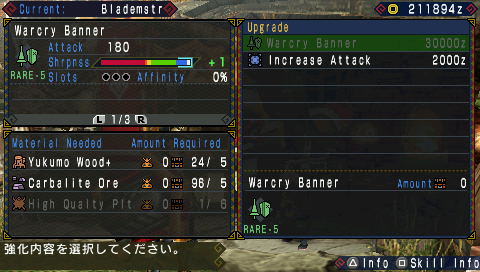 Current: Blademstr
211894z
Warcry Banner
Attack 180
Shrpnss +1
RARE-5
Slots Affinity 0%
L 1/3 R
Material Needed Amount Required
Yukumo Wood+ 0 24/ 5
Carbalite Ore 0 96/ 5
High Qualty Plt 0 1/ 6
Upgrade
Warcry Banner 30000z
Increase Attack 2000z
Warcry Banner Amount 0
RARE-5
強化内容を選択してください。
△Info □Skill Info